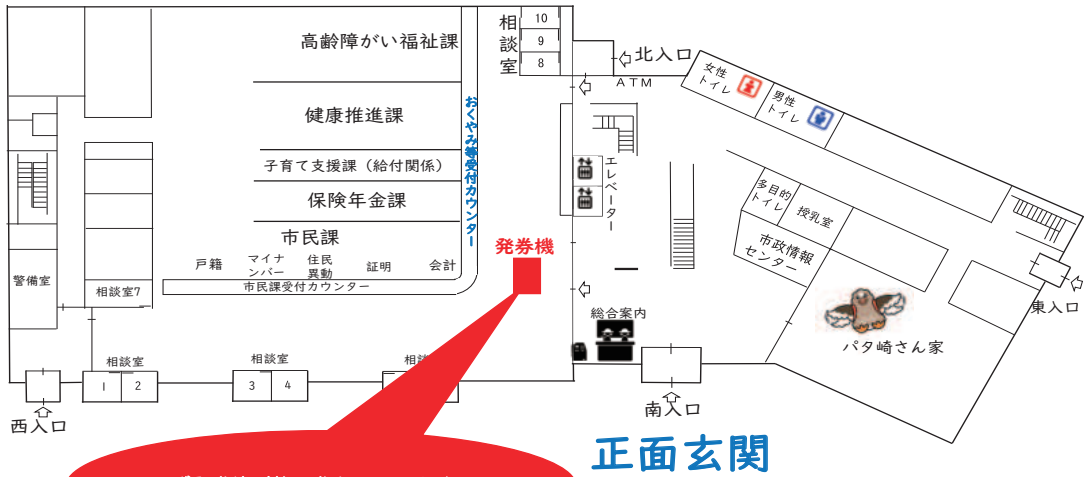 高齢障がい福祉課
健康推進課
子育て支援課（給付関係）
保険年金課
市民課
戸籍
マイナ
ンバー
住民
異動
証明
会計
市民課受付カウンター
おくやみ等受付カウンター
相談室
10
9
8
北入口
ATM
女性
トイレ
男性
トイレ
エレベーター
発券機
多目的
トイレ
授乳室
市政情報
センター
東入口
パタ崎さん家
総合案内
警備室
相談室7
相談室
1
2
相談室
3
4
西入口
南入口
正面玄関